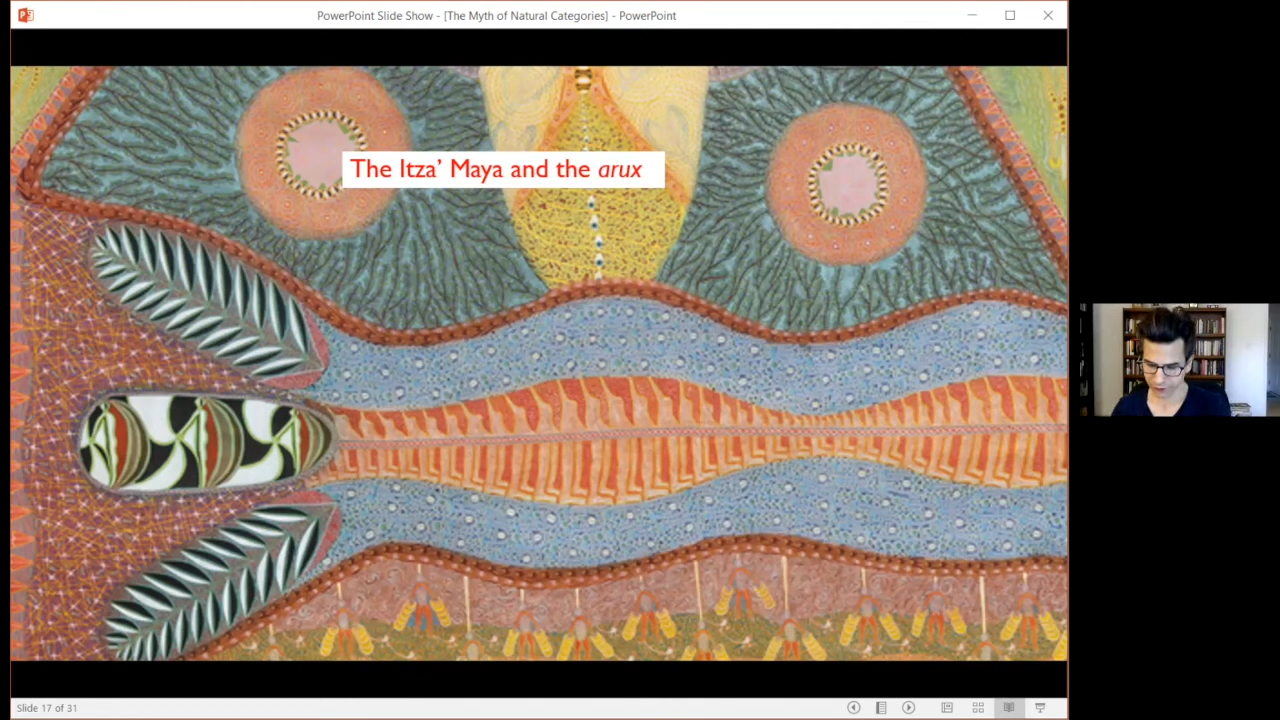 PowerPoint Slide Show - [The Myth of Natural Categories] - PowerPoint
The Itza’ Maya and the arux
Slide 17 of 31